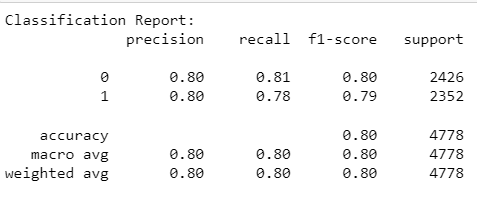 Classification Report:
precision recall f1-score support
0 0.80 0.81 0.80 2426
1 0.80 0.78 0.79 2352
accuracy 0.80 4778
macro avg 0.80 0.80 0.80 4778
weighted avg 0.80 0.80 0.80 4778